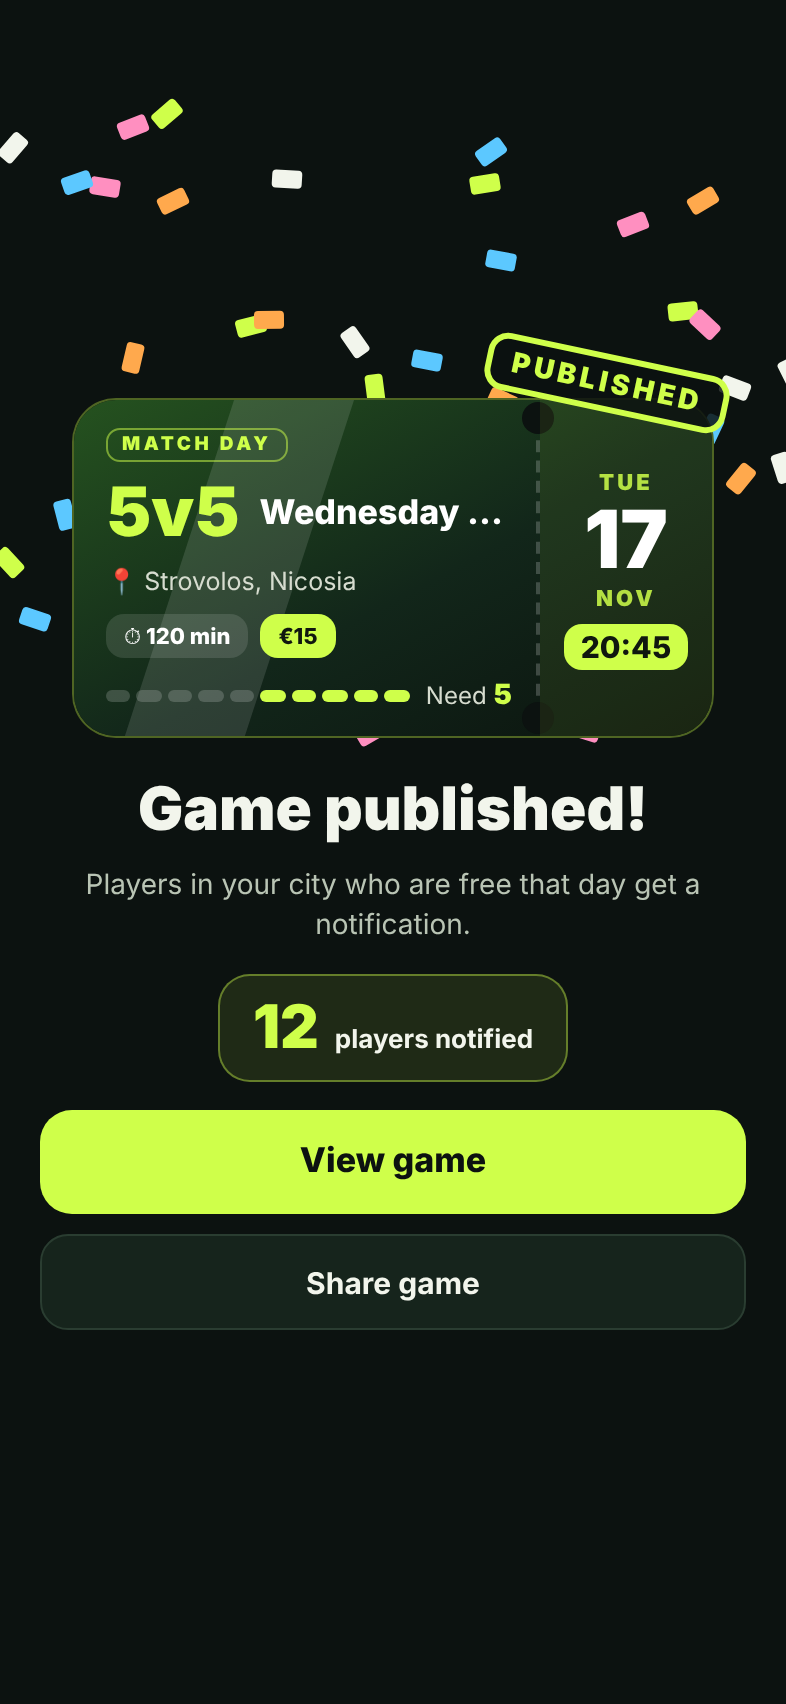 PUBLISHED
MATCH DAY
5v5 Wednesday ...
📍 Strovolos, Nicosia
⏱ 120 min €15
Need 5
TUE
17
NOV
20:45
Game published!
Players in your city who are free that day get a
notification.
12 players notified
View game
Share game